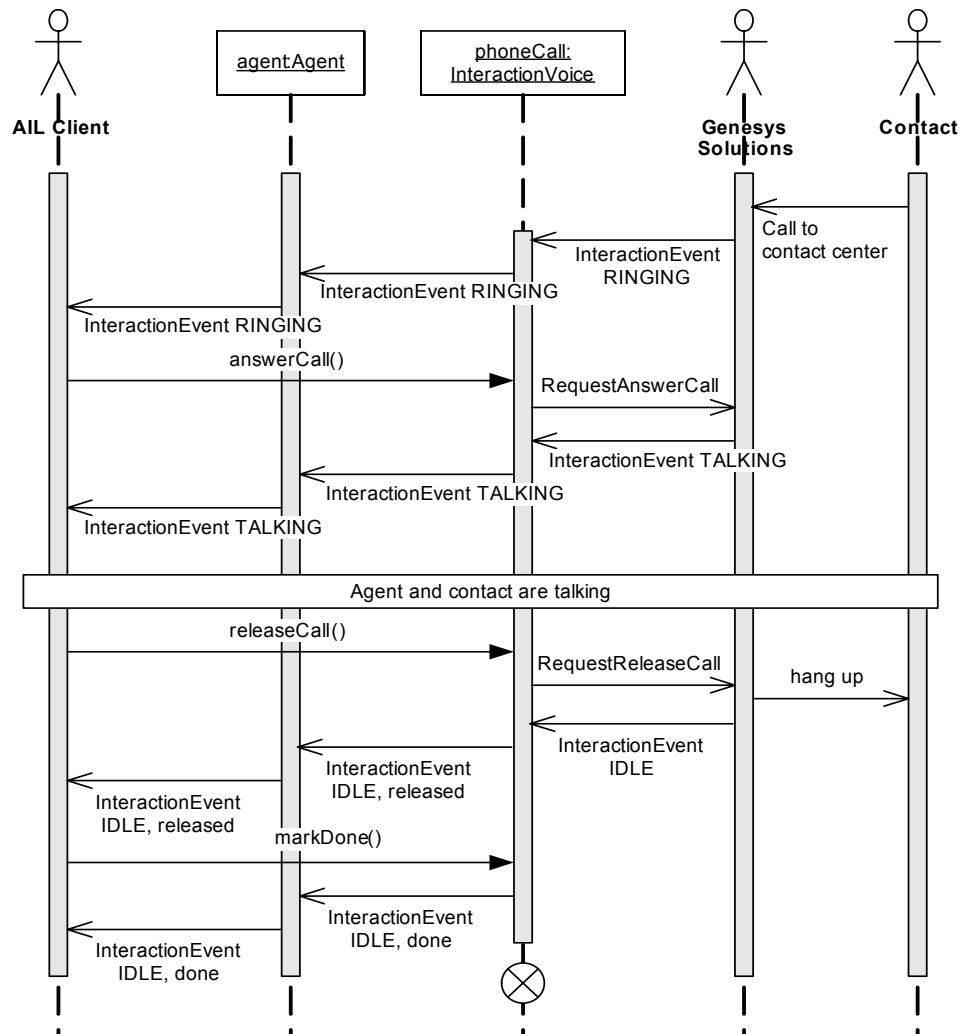 agent:Agent
phoneCall:
InteractionVoice
AIL Client
Genesys
Solutions
Contact
Call to
contact center
InteractionEvent
RINGING
InteractionEvent RINGING
InteractionEvent RINGING
answerCall()
RequestAnswerCall
InteractionEvent TALKING
InteractionEvent TALKING
InteractionEvent TALKING
Agent and contact are talking
releaseCall()
RequestReleaseCall
hang up
InteractionEvent
IDLE
InteractionEvent
IDLE, released
InteractionEvent
IDLE, released
markDone()
InteractionEvent
IDLE, done
InteractionEvent
IDLE, done